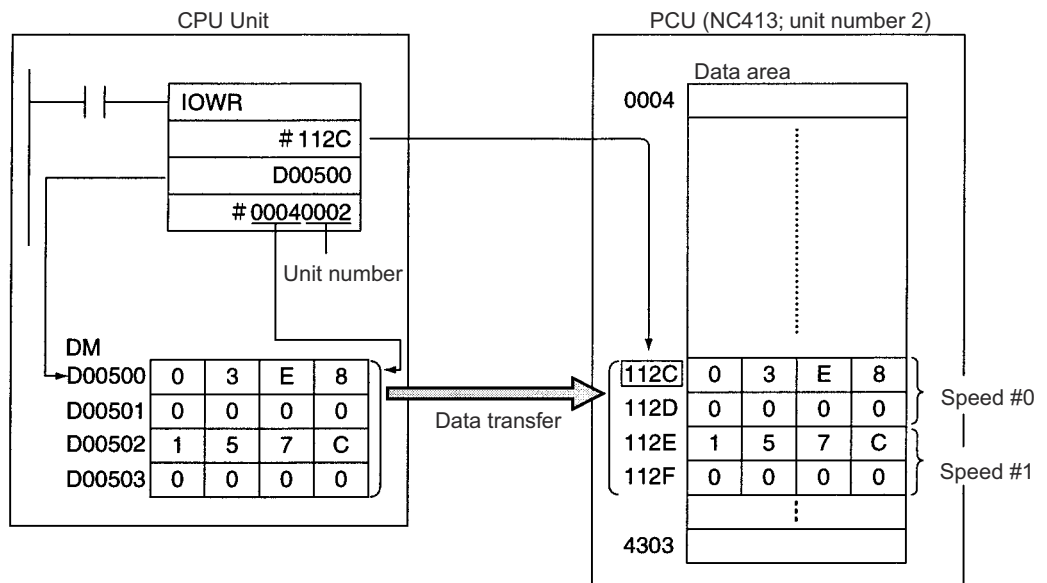 CPU Unit
PCU (NC413; unit number 2)
IOWR
#112C
D00500
#00040002
Unit number
DM
D00500 0 3 E 8
D00501 0 0 0 0
D00502 1 5 7 C
D00503 0 0 0 0
Data transfer
Data area
0004
112C 0 3 E 8
112D 0 0 0 0
112E 1 5 7 C
112F 0 0 0 0
Speed #0
Speed #1
4303